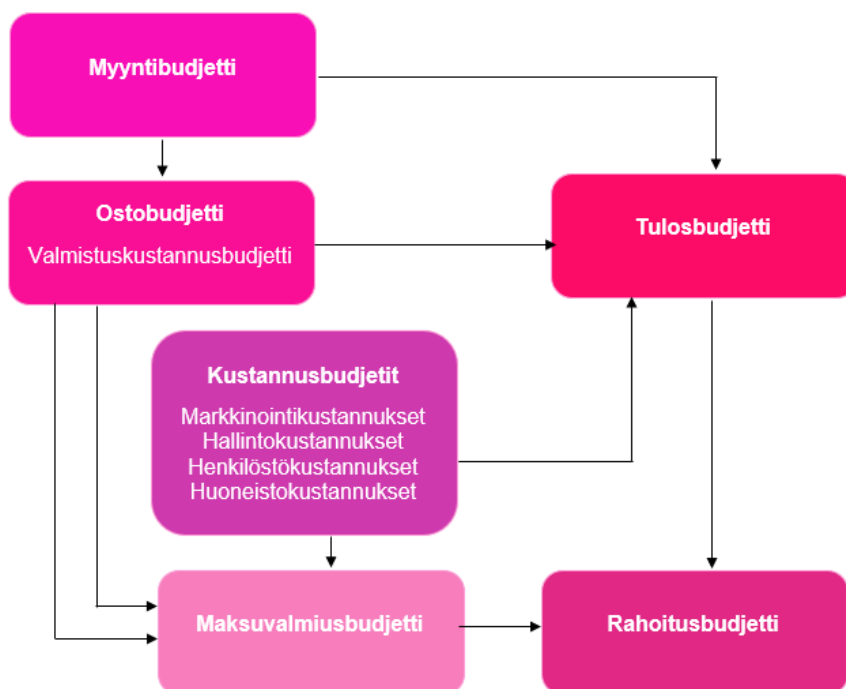 Myyntibudjetti
Ostobudjetti
Valmistuskustannusbudjetti
Tulosbudjetti
Kustannusbudjetit
Markkinointikustannukset
Hallintokustannukset
Henkilöstökustannukset
Huoneistokustannukset
Maksuvalmiusbudjetti
Rahoitusbudjetti